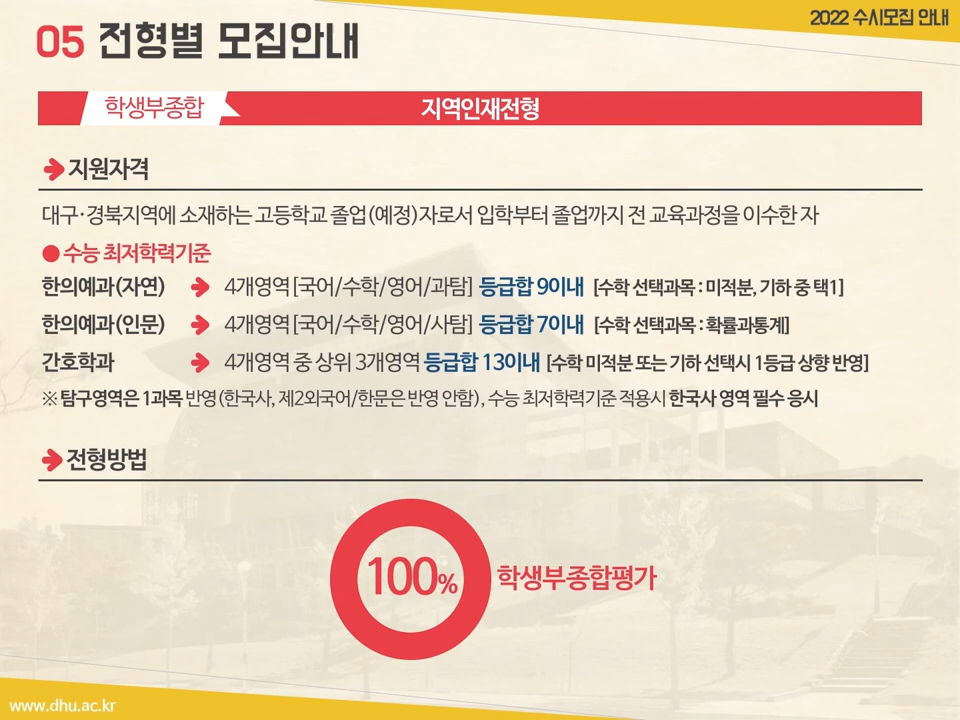 2022 수시모집 안내
05 전형별 모집안내
학생부종합 지역인재전형
지원자격
대구·경북지역에 소재하는 고등학교 졸업(예정)자로서 입학부터 졸업까지 전 교육과정을 이수한 자
● 수능 최저학력기준
한의예과(자연) 4개영역[국어/수학/영어/과탐] 등급합 9이내 [수학 선택과목 : 미적분, 기하 중 택1]
한의예과(인문) 4개영역[국어/수학/영어/사탐] 등급합 7이내 [수학 선택과목 : 확률과통계]
간호학과 4개영역 중 상위 3개영역 등급합 13이내 [수학 미적분 또는 기하 선택시 1등급 상향 반영]
※ 탐구영역은 1과목 반영(한국사, 제2외국어/한문은 반영 안함), 수능 최저학력기준 적용시 한국사 영역 필수 응시
전형방법
100% 학생부종합평가
www.dhu.ac.kr